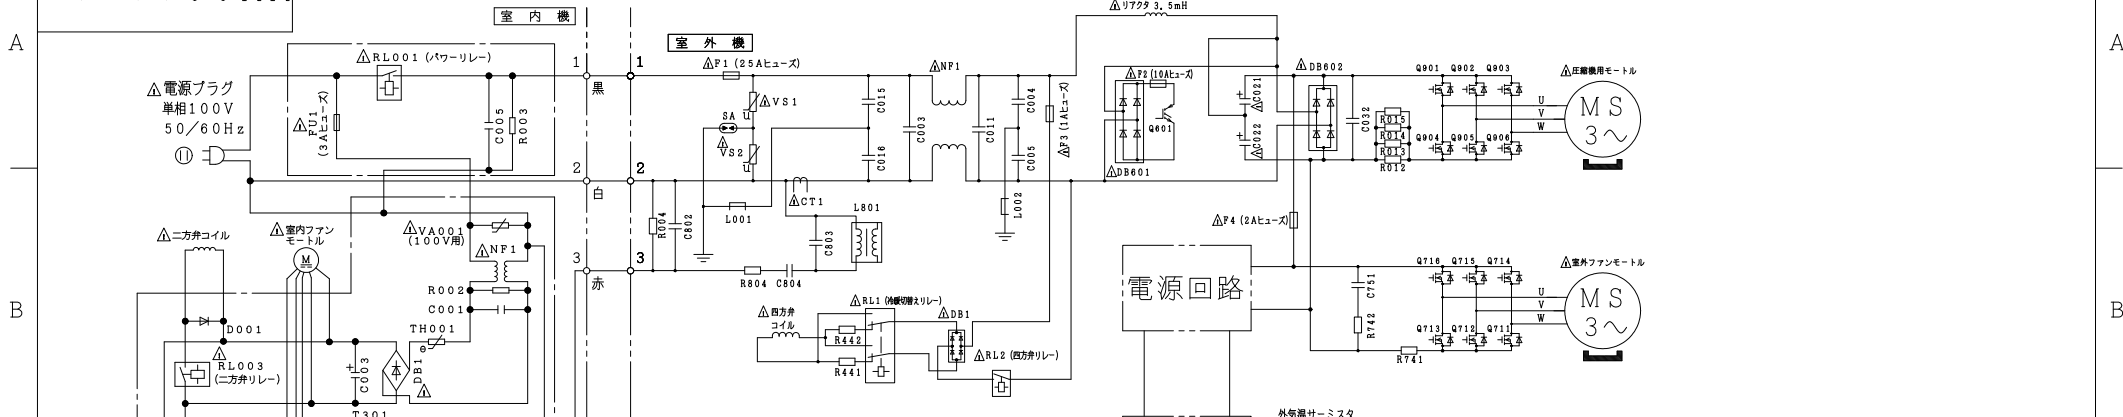 A
A
B
B
室 内 機
室 外 機
RL001 (パワーリレー)
電源プラグ
単相100V
50/60Hz
FU1
(3Aヒューズ)
C005
R003
1
1
黒
2
2
白
3
3
赤
F1 (25Aヒューズ)
VS1
SA
VS2
C015
C016
C003
NF1
C011
C004
C005
F3 (1Aヒューズ)
リアクタ 3.5mH
F2 (10Aヒューズ)
Q601
DB601
C021
C022
DB602
C032
R015
R014
R013
R012
Q901 Q902 Q903
Q904 Q905 Q906
U
V
W
圧縮機用モートル
MS
3〜
L001
CT1
L002
R004
C802
L801
C803
R804 C804
二方弁コイル
室内ファン
モートル
M
VA001
(100V用)
NF1
R002
C001
TH001
θ
D001
RL003
(二方弁リレー)
C003
DB1
T301
四方弁
コイル
RL1 (冷暖切替えリレー)
R442
R441
DB1
RL2 (四方弁リレー)
F4 (2Aヒューズ)
電源回路
C751
R742
R741
Q716 Q715 Q714
Q713 Q712 Q711
U
V
W
室外ファンモートル
MS
3〜
外気温サーミスタ